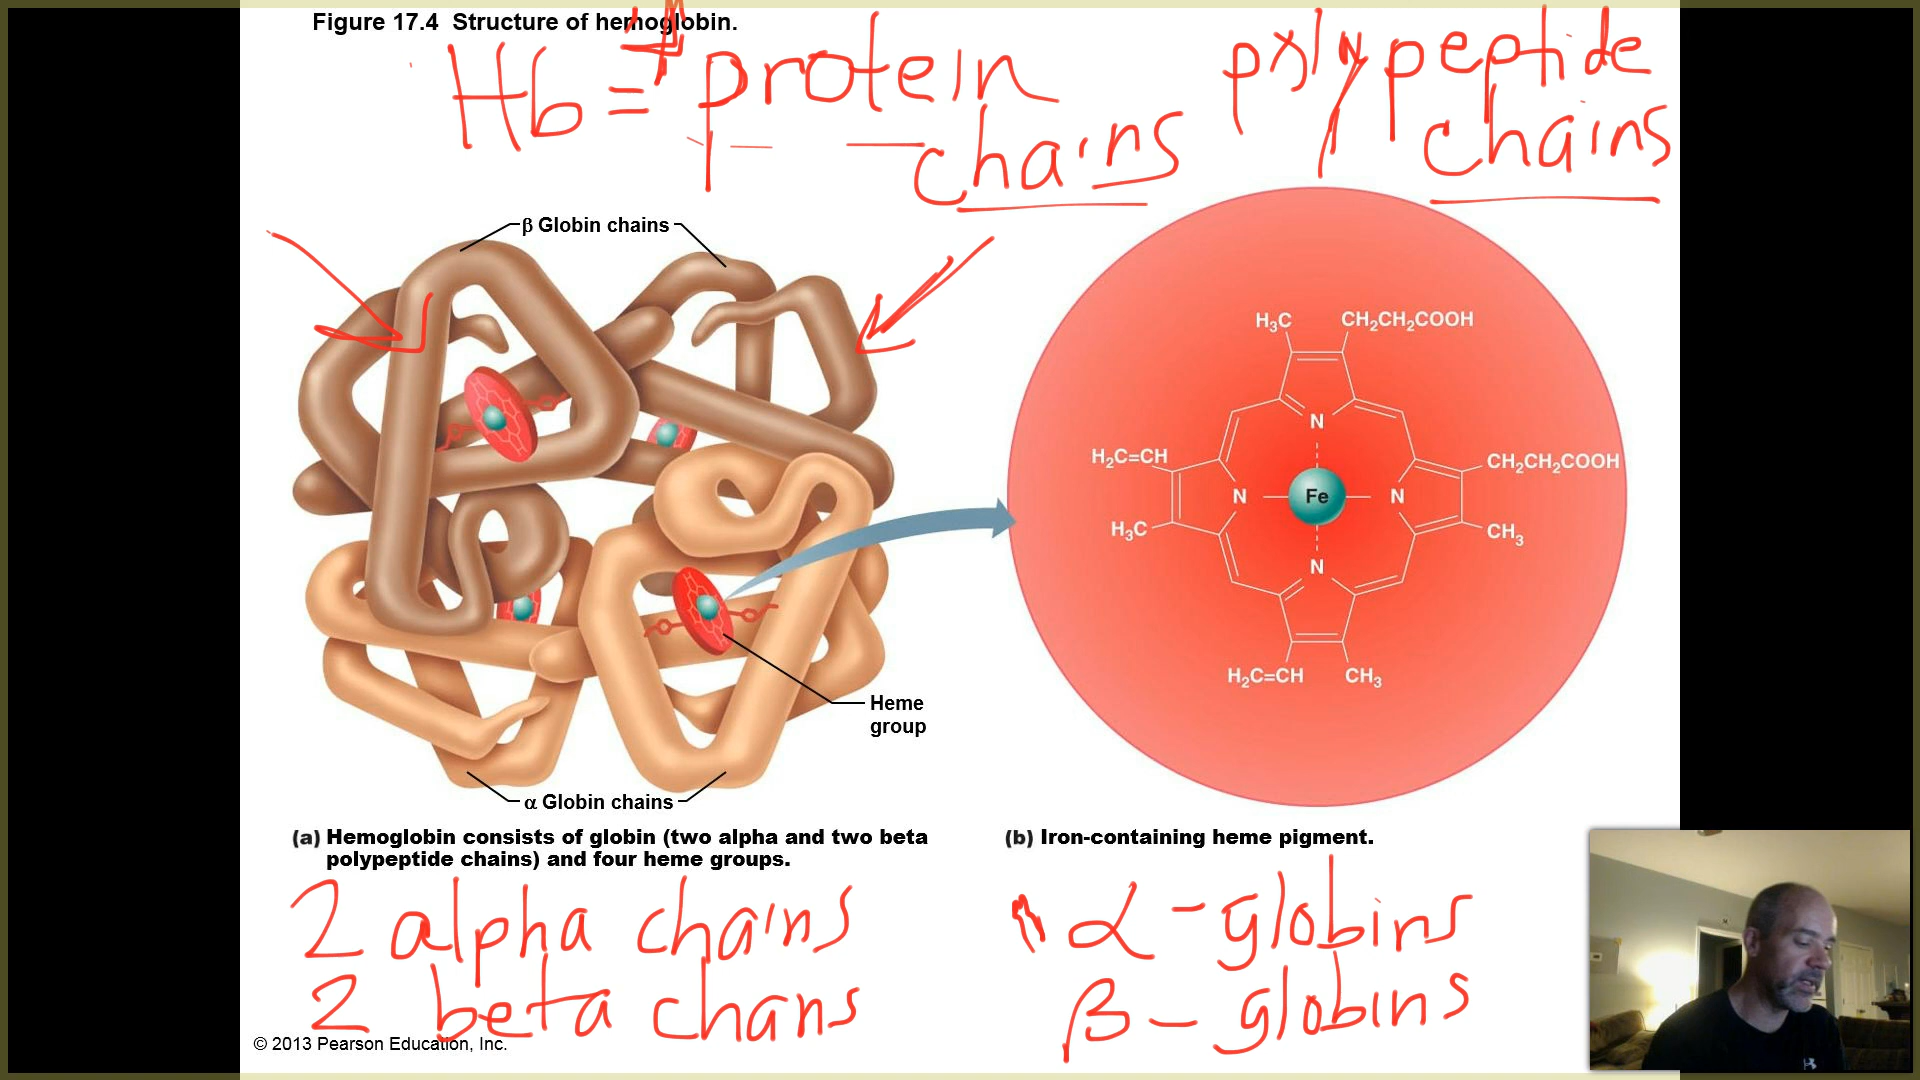 Figure 17.4 Structure of hemoglobin.
Hb = 4 protein chains
polypeptide chains
β Globin chains
H₃C
CH₂CH₂COOH
N
H₂C=CH
CH₂CH₂COOH
N
Fe
N
H₃C
CH₃
N
H₂C=CH
CH₃
Heme
group
α Globin chains
(a) Hemoglobin consists of globin (two alpha and two beta
polypeptide chains) and four heme groups.
(b) Iron-containing heme pigment.
2 alpha chains
α - globins
2 beta chans
β - globins
© 2013 Pearson Education, Inc.